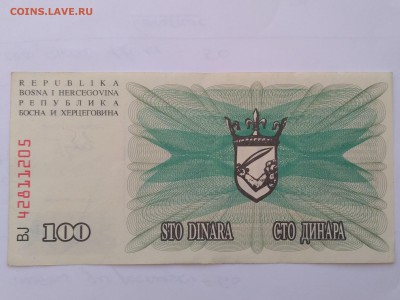 COINS.LAVE.RU
REPUBLIKA
BOSNA I HERCEGOVINA
РЕПУБЛИКА
БОСНА И ХЕРЦЕГОВИНА
BJ 42811205
100
STO DINARA
СТО ДИНАРА